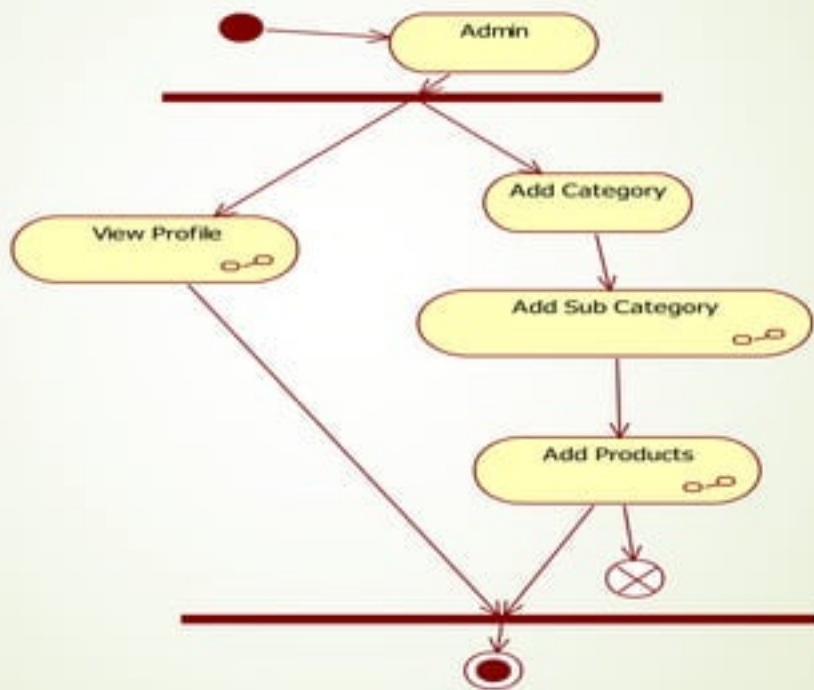 Admin
Add Category
View Profile
Add Sub Category
Add Products